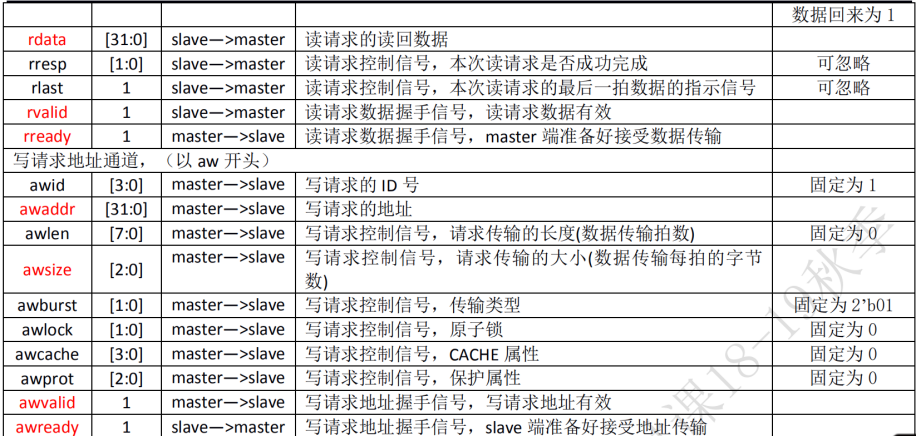 数据回来为 1
rdata [31:0] slave—>master 读请求的读回数据
rresp [1:0] slave—>master 读请求控制信号，本次读请求是否成功完成 可忽略
rlast 1 slave—>master 读请求控制信号，本次读请求的最后一拍数据的指示信号 可忽略
rvalid 1 slave—>master 读请求数据握手信号，读请求数据有效
rready 1 master—>slave 读请求数据握手信号，master 端准备好接受数据传输
写请求地址通道，（以 aw 开头）
awid [3:0] master—>slave 写请求的 ID 号 固定为 1
awaddr [31:0] master—>slave 写请求的地址
awlen [7:0] master—>slave 写请求控制信号，请求传输的长度(数据传输拍数) 固定为 0
awsize [2:0] master—>slave 写请求控制信号，请求传输的大小(数据传输每拍的字节
数)
awburst [1:0] master—>slave 写请求控制信号，传输类型 固定为 2'b01
awlock [1:0] master—>slave 写请求控制信号，原子锁 固定为 0
awcache [3:0] master—>slave 写请求控制信号，CACHE 属性 固定为 0
awprot [2:0] master—>slave 写请求控制信号，保护属性 固定为 0
awvalid 1 master—>slave 写请求地址握手信号，写请求地址有效
awready 1 slave—>master 写请求地址握手信号，slave 端准备好接受地址传输
课18-19秋季